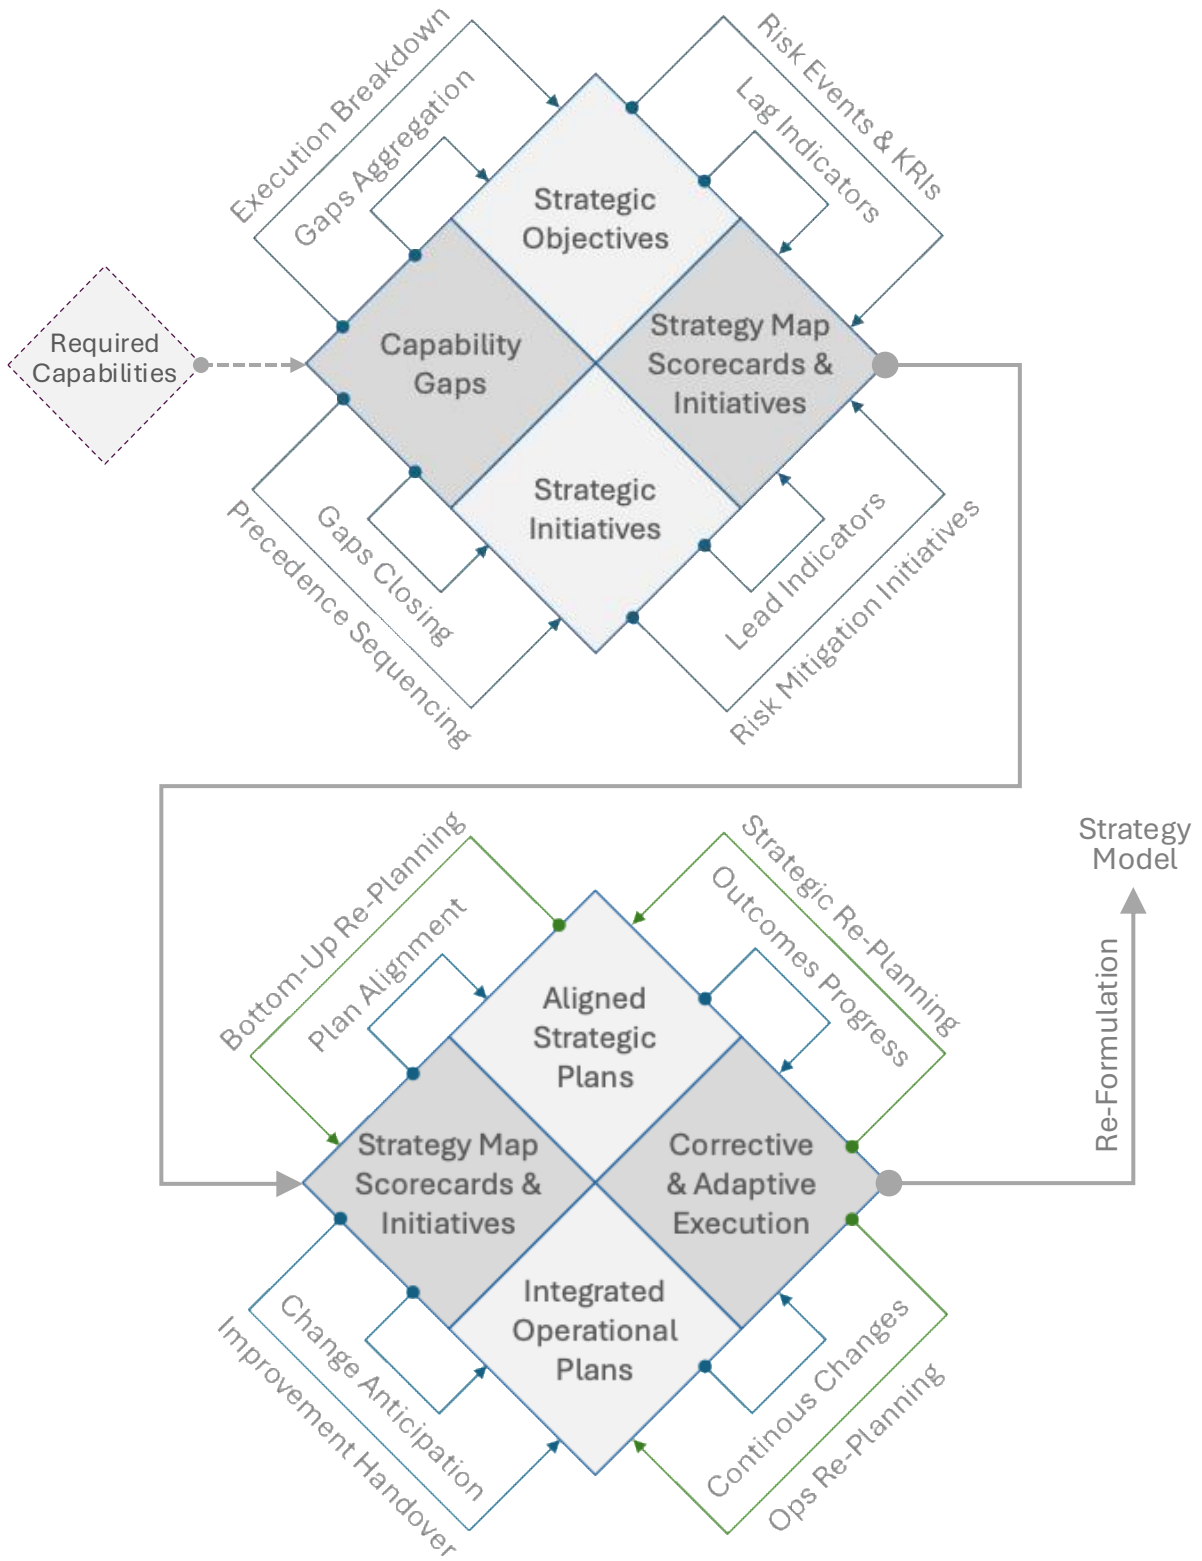 Execution Breakdown
Gaps Aggregation
Risk Events & KRIs
Lag Indicators
Strategic
Objectives
Required
Capabilities
Capability
Gaps
Strategy Map
Scorecards &
Initiatives
Strategic
Initiatives
Precedence Sequencing
Gaps Closing
Lead Indicators
Risk Mitigation Initiatives
Bottom-Up Re-Planning
Plan Alignment
Strategic Re-Planning
Outcomes Progress
Strategy
Model
Re-Formulation
Aligned
Strategic
Plans
Strategy Map
Scorecards &
Initiatives
Corrective
& Adaptive
Execution
Integrated
Operational
Plans
Change Anticipation
Improvement Handover
Continous Changes
Ops Re-Planning